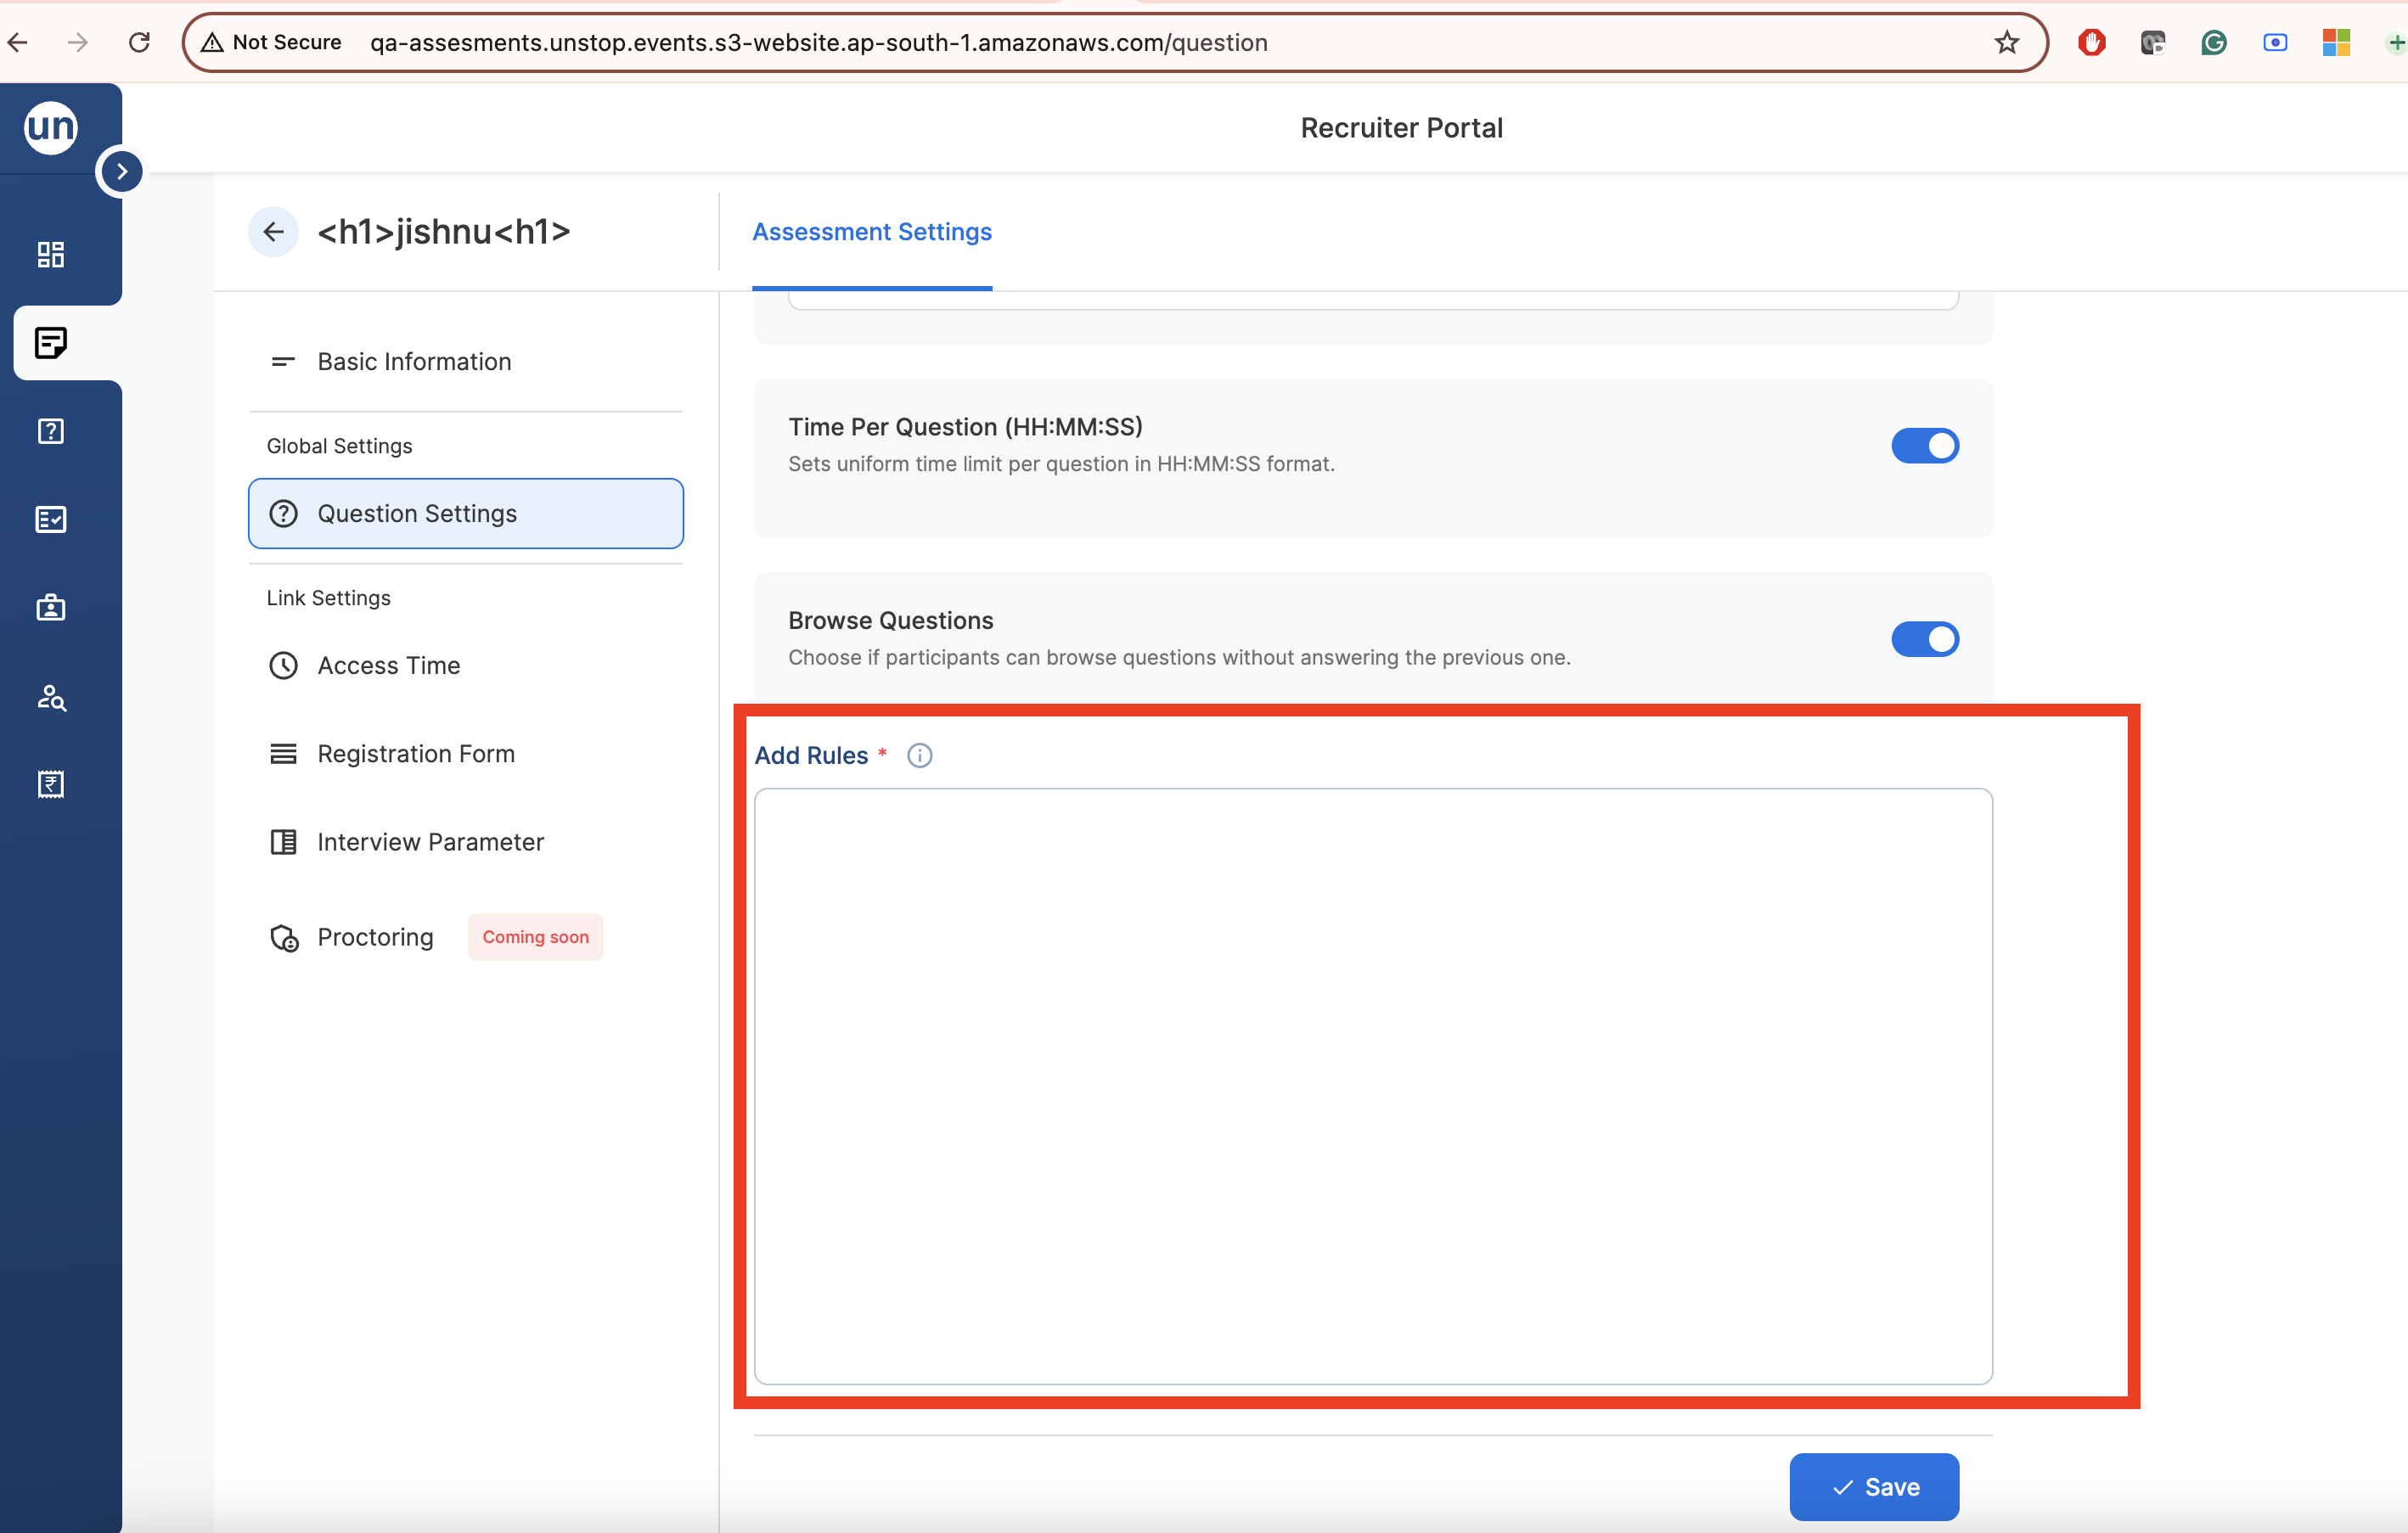 Not Secure qa-assesments.unstop.events.s3-website.ap-south-1.amazonaws.com/question
un
Recruiter Portal
<h1>jishnu<h1>
Assessment Settings
Basic Information
Global Settings
Question Settings
Link Settings
Access Time
Registration Form
Interview Parameter
Proctoring Coming soon
Time Per Question (HH:MM:SS)
Sets uniform time limit per question in HH:MM:SS format.
Browse Questions
Choose if participants can browse questions without answering the previous one.
Add Rules *
Save